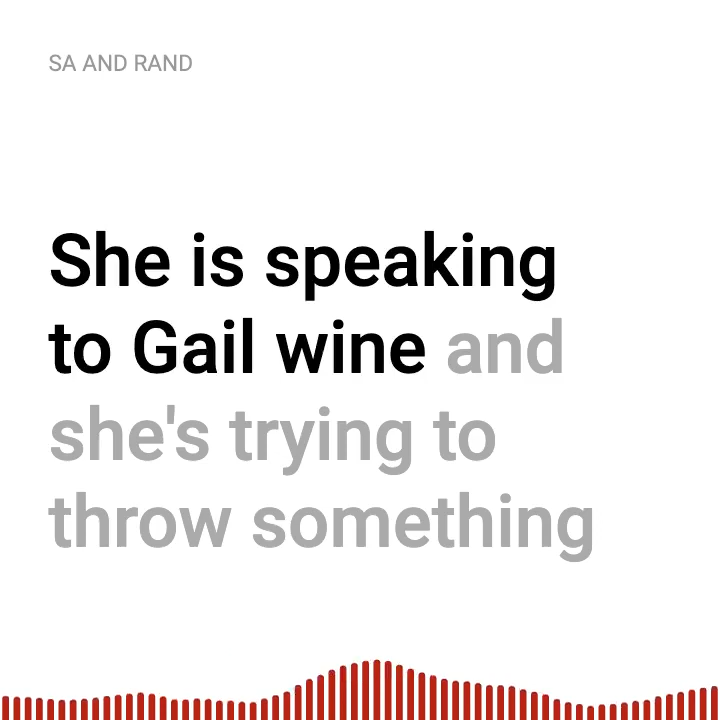 SA AND RAND
She is speaking
to Gail wine and
she's trying to
throw something